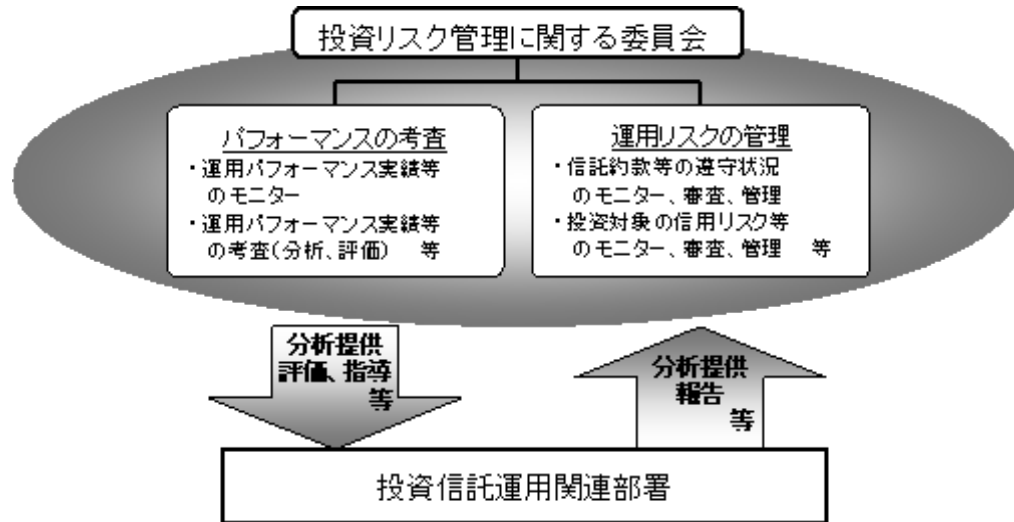 投資リスク管理に関する委員会
パフォーマンスの考査
・運用パフォーマンス実績等
のモニター
・運用パフォーマンス実績等
の考査(分析、評価) 等
運用リスクの管理
・信託約款等の遵守状況
のモニター、審査、管理
・投資対象の信用リスク等
のモニター、審査、管理 等
分析提供
評価、指導
等
分析提供
報告
等
投資信託運用関連部署